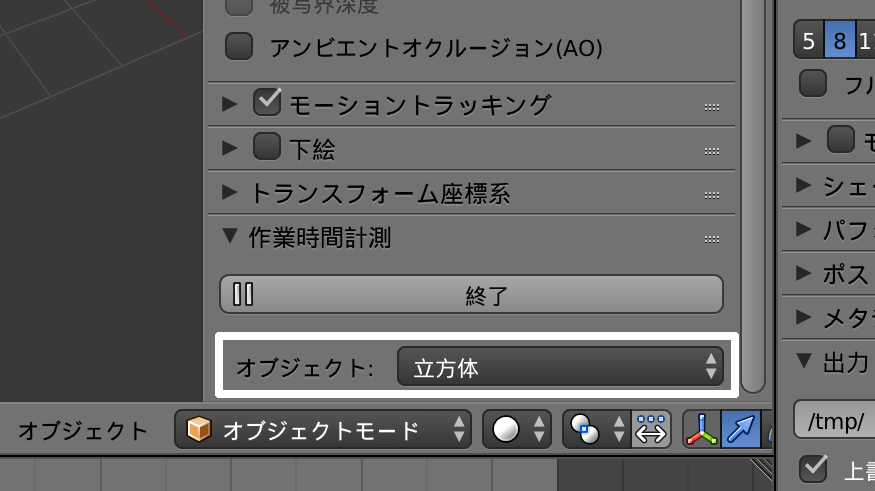 被写界深度
アンビエントオクルージョン(AO)
モーショントラッキング
下絵
トランスフォーム座標系
作業時間計測
終了
オブジェクト: 立方体
オブジェクト オブジェクトモード
5 8
フル
シェ
パフ
ポス
メタ
出力
/tmp/
上書